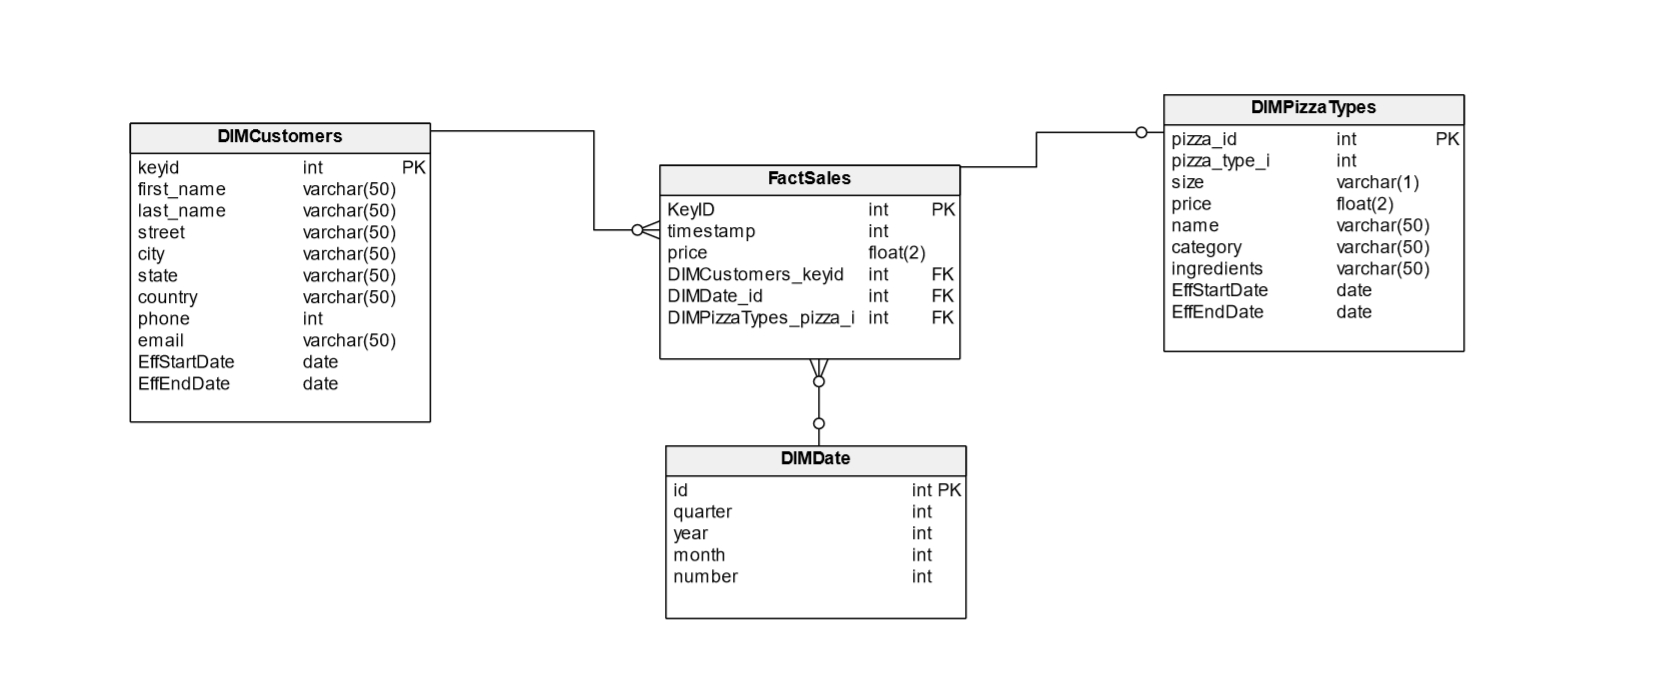 DIMCustomers
keyid int PK
first_name varchar(50)
last_name varchar(50)
street varchar(50)
city varchar(50)
state varchar(50)
country varchar(50)
phone int
email varchar(50)
EffStartDate date
EffEndDate date
FactSales
KeyID int PK
timestamp int
price float(2)
DIMCustomers_keyid int FK
DIMDate_id int FK
DIMPizzaTypes_pizza_i int FK
DIMPizzaTypes
pizza_id int PK
pizza_type_i int
size varchar(1)
price float(2)
name varchar(50)
category varchar(50)
ingredients varchar(50)
EffStartDate date
EffEndDate date
DIMDate
id int PK
quarter int
year int
month int
number int